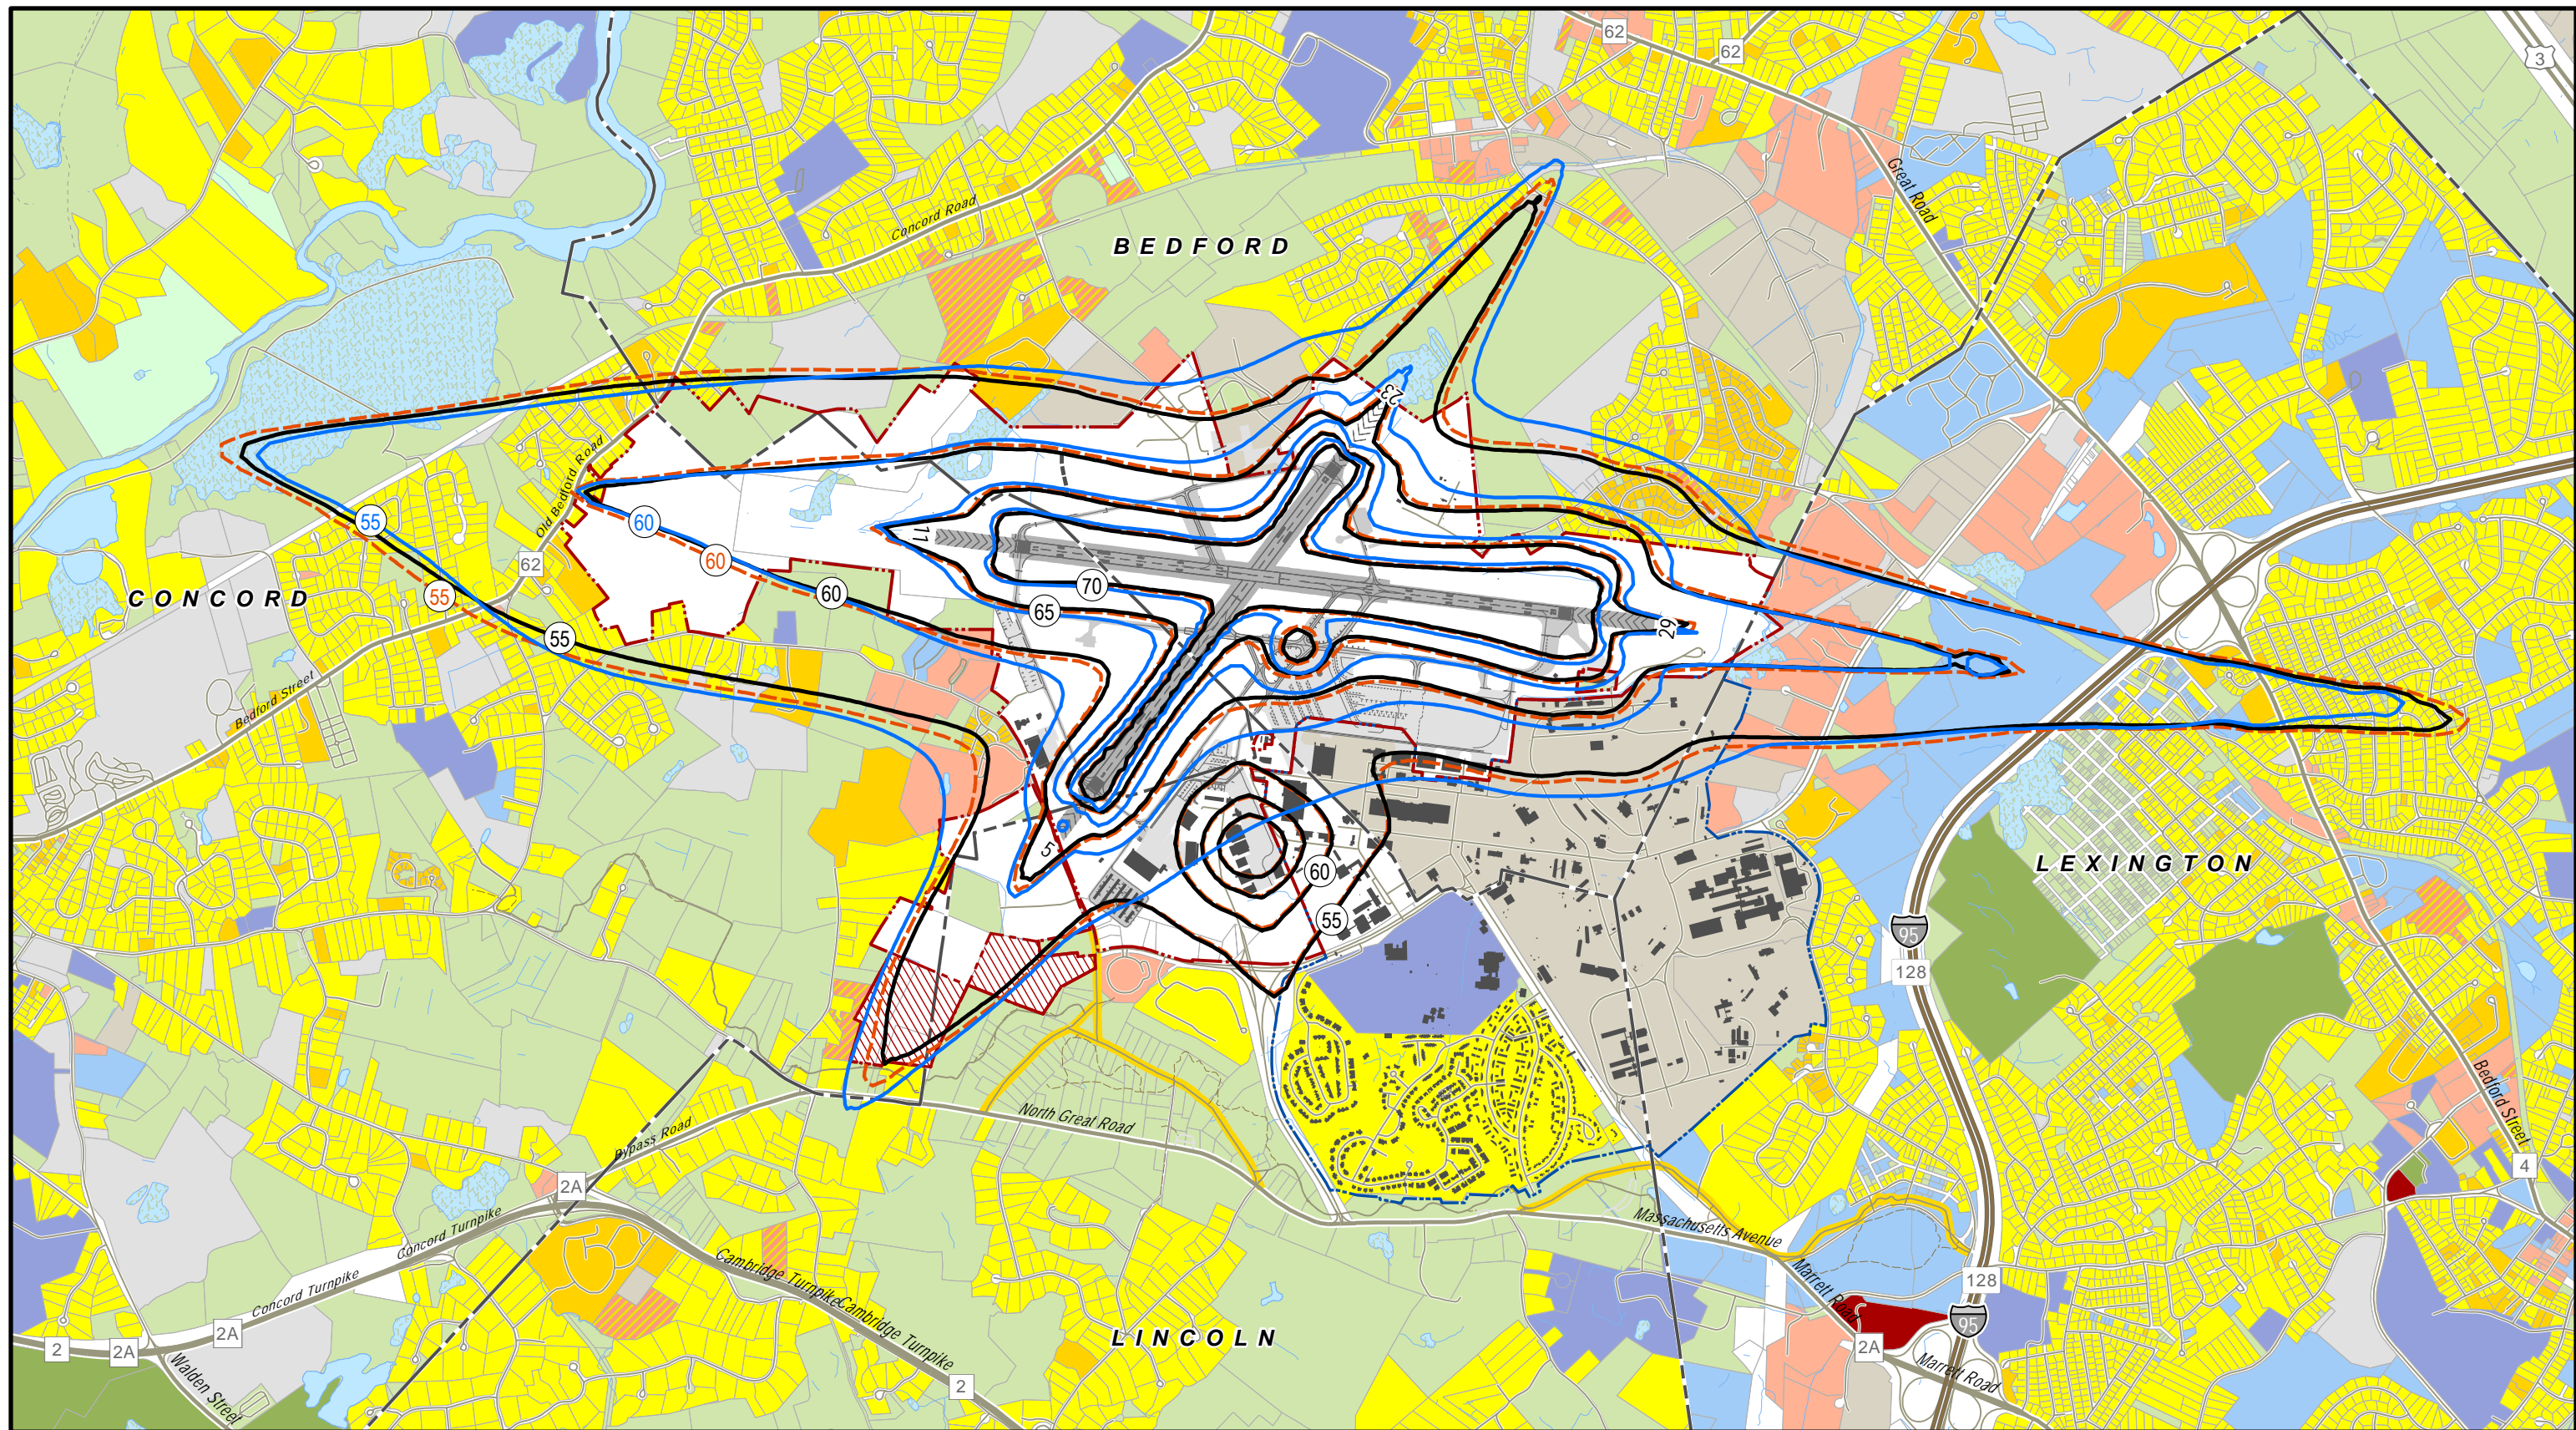 62
62
3
Great Road
Concord Road
BEDFORD
23
Old Bedford Road
55
60
11
60
62
70
CONCORD
55
60
65
29
55
Bedford Street
5
LEXINGTON
60
55
95
128
North Great Road
Bypass Road
Bedford Street
4
2A
Massachusetts Avenue
Concord Turnpike
Cambridge Turnpike
Marrett Road
128
Concord Turnpike
Cambridge Turnpike
95
2A
LINCOLN
2
2A
2A
Walden Street
Marrett Road
2